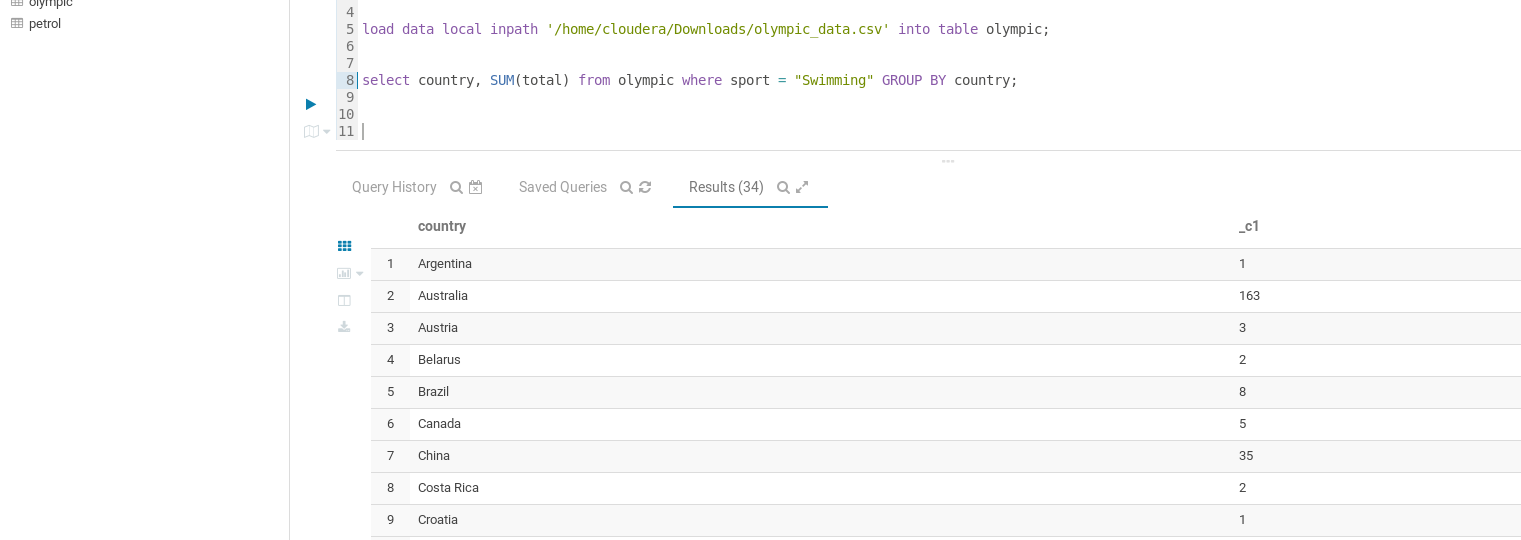 olympic
petrol
4
5 load data local inpath '/home/cloudera/Downloads/olympic_data.csv' into table olympic;
6
7
8 select country, SUM(total) from olympic where sport = "Swimming" GROUP BY country;
9
10
11
Query History Saved Queries Results (34)
country _c1
1 Argentina 1
2 Australia 163
3 Austria 3
4 Belarus 2
5 Brazil 8
6 Canada 5
7 China 35
8 Costa Rica 2
9 Croatia 1